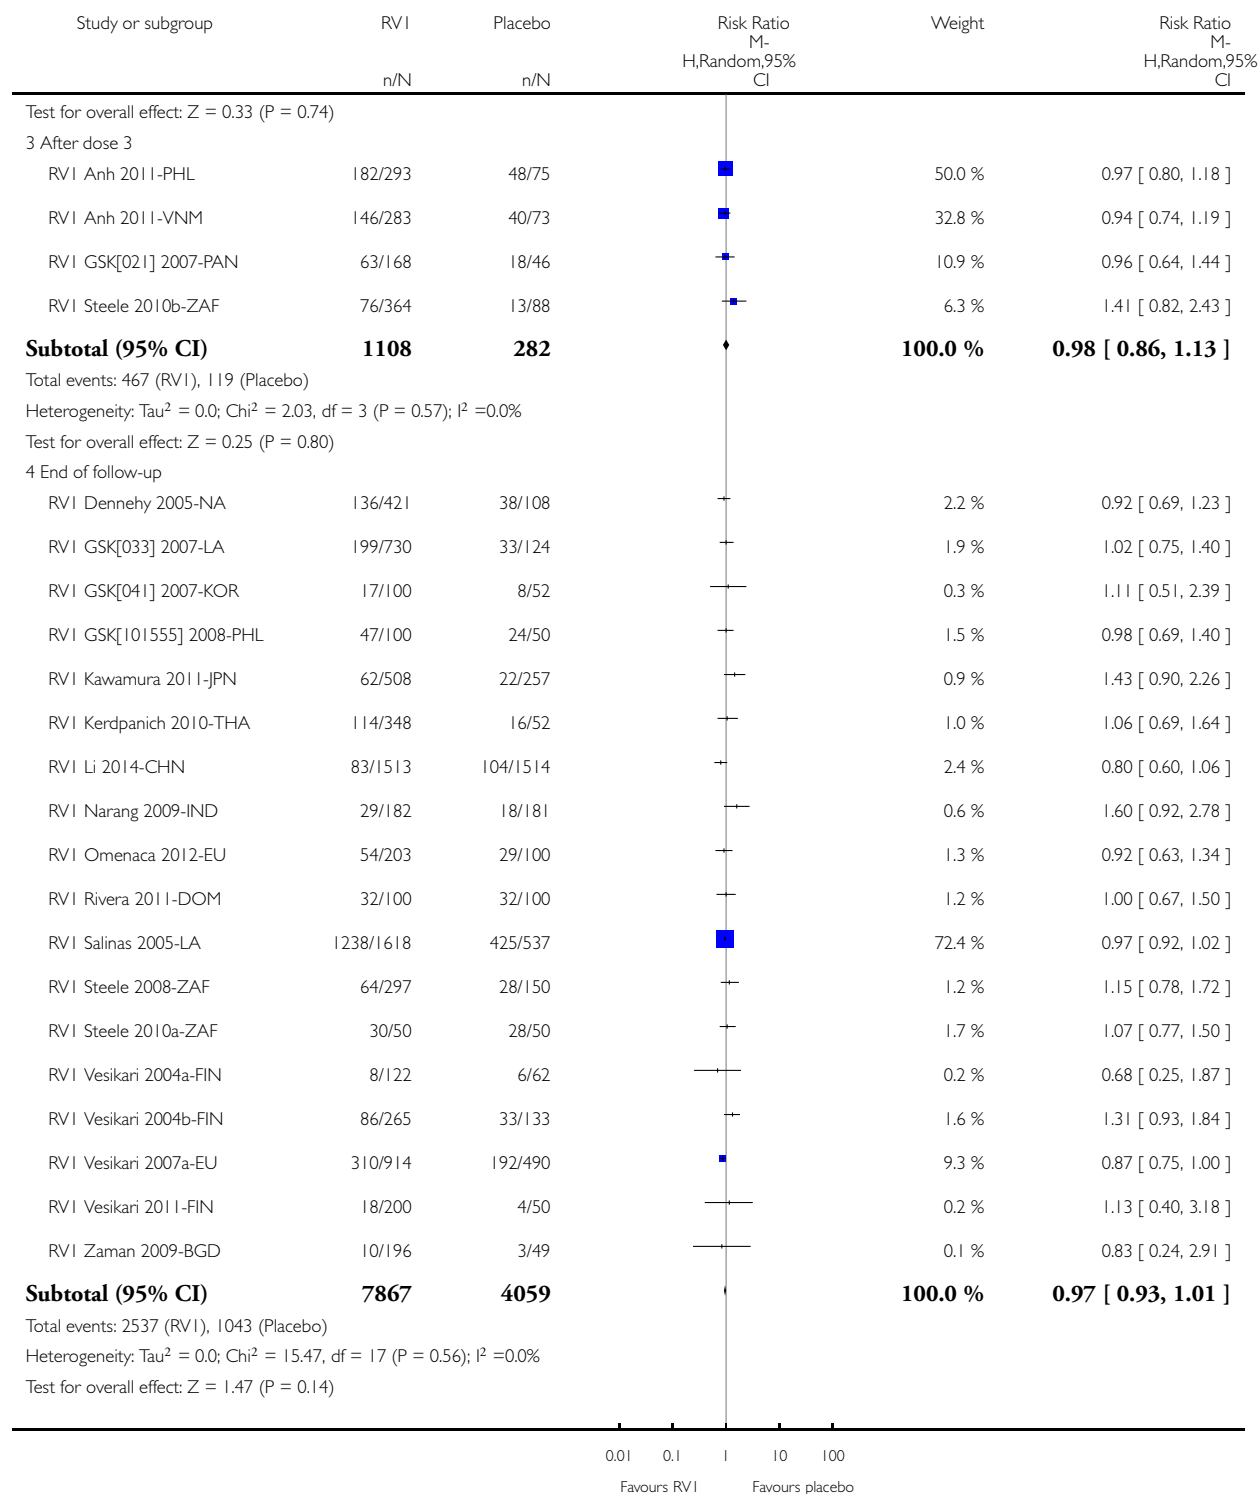 Study or subgroup RV1 Placebo Risk Ratio Weight Risk Ratio
M- M-
H,Random,95% H,Random,95%
n/N n/N CI CI
Test for overall effect: Z = 0.33 (P = 0.74)
3 After dose 3
RV1 Anh 2011-PHL 182/293 48/75 50.0 % 0.97 [ 0.80, 1.18 ]
RV1 Anh 2011-VNM 146/283 40/73 32.8 % 0.94 [ 0.74, 1.19 ]
RV1 GSK[021] 2007-PAN 63/168 18/46 10.9 % 0.96 [ 0.64, 1.44 ]
RV1 Steele 2010b-ZAF 76/364 13/88 6.3 % 1.41 [ 0.82, 2.43 ]
Subtotal (95% CI) 1108 282 100.0 % 0.98 [ 0.86, 1.13 ]
Total events: 467 (RV1), 119 (Placebo)
Heterogeneity: Tau² = 0.0; Chi² = 2.03, df = 3 (P = 0.57); I² =0.0%
Test for overall effect: Z = 0.25 (P = 0.80)
4 End of follow-up
RV1 Dennehy 2005-NA 136/421 38/108 2.2 % 0.92 [ 0.69, 1.23 ]
RV1 GSK[033] 2007-LA 199/730 33/124 1.9 % 1.02 [ 0.75, 1.40 ]
RV1 GSK[041] 2007-KOR 17/100 8/52 0.3 % 1.11 [ 0.51, 2.39 ]
RV1 GSK[101555] 2008-PHL 47/100 24/50 1.5 % 0.98 [ 0.69, 1.40 ]
RV1 Kawamura 2011-JPN 62/508 22/257 0.9 % 1.43 [ 0.90, 2.26 ]
RV1 Kerdpanich 2010-THA 114/348 16/52 1.0 % 1.06 [ 0.69, 1.64 ]
RV1 Li 2014-CHN 83/1513 104/1514 2.4 % 0.80 [ 0.60, 1.06 ]
RV1 Narang 2009-IND 29/182 18/181 0.6 % 1.60 [ 0.92, 2.78 ]
RV1 Omenaca 2012-EU 54/203 29/100 1.3 % 0.92 [ 0.63, 1.34 ]
RV1 Rivera 2011-DOM 32/100 32/100 1.2 % 1.00 [ 0.67, 1.50 ]
RV1 Salinas 2005-LA 1238/1618 425/537 72.4 % 0.97 [ 0.92, 1.02 ]
RV1 Steele 2008-ZAF 64/297 28/150 1.2 % 1.15 [ 0.78, 1.72 ]
RV1 Steele 2010a-ZAF 30/50 28/50 1.7 % 1.07 [ 0.77, 1.50 ]
RV1 Vesikari 2004a-FIN 8/122 6/62 0.2 % 0.68 [ 0.25, 1.87 ]
RV1 Vesikari 2004b-FIN 86/265 33/133 1.6 % 1.31 [ 0.93, 1.84 ]
RV1 Vesikari 2007a-EU 310/914 192/490 9.3 % 0.87 [ 0.75, 1.00 ]
RV1 Vesikari 2011-FIN 18/200 4/50 0.2 % 1.13 [ 0.40, 3.18 ]
RV1 Zaman 2009-BGD 10/196 3/49 0.1 % 0.83 [ 0.24, 2.91 ]
Subtotal (95% CI) 7867 4059 100.0 % 0.97 [ 0.93, 1.01 ]
Total events: 2537 (RV1), 1043 (Placebo)
Heterogeneity: Tau² = 0.0; Chi² = 15.47, df = 17 (P = 0.56); I² =0.0%
Test for overall effect: Z = 1.47 (P = 0.14)
0.01 0.1 1 10 100
Favours RV1 Favours placebo